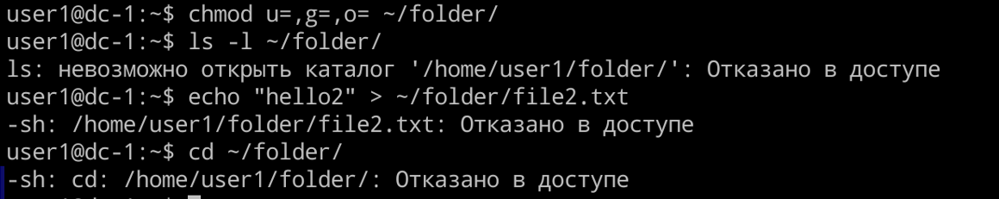 user1@dc-1:~$ chmod u=,g=,o= ~/folder/
user1@dc-1:~$ ls -l ~/folder/
ls: невозможно открыть каталог '/home/user1/folder/': Отказано в доступе
user1@dc-1:~$ echo "hello2" > ~/folder/file2.txt
-sh: /home/user1/folder/file2.txt: Отказано в доступе
user1@dc-1:~$ cd ~/folder/
-sh: cd: /home/user1/folder/: Отказано в доступе